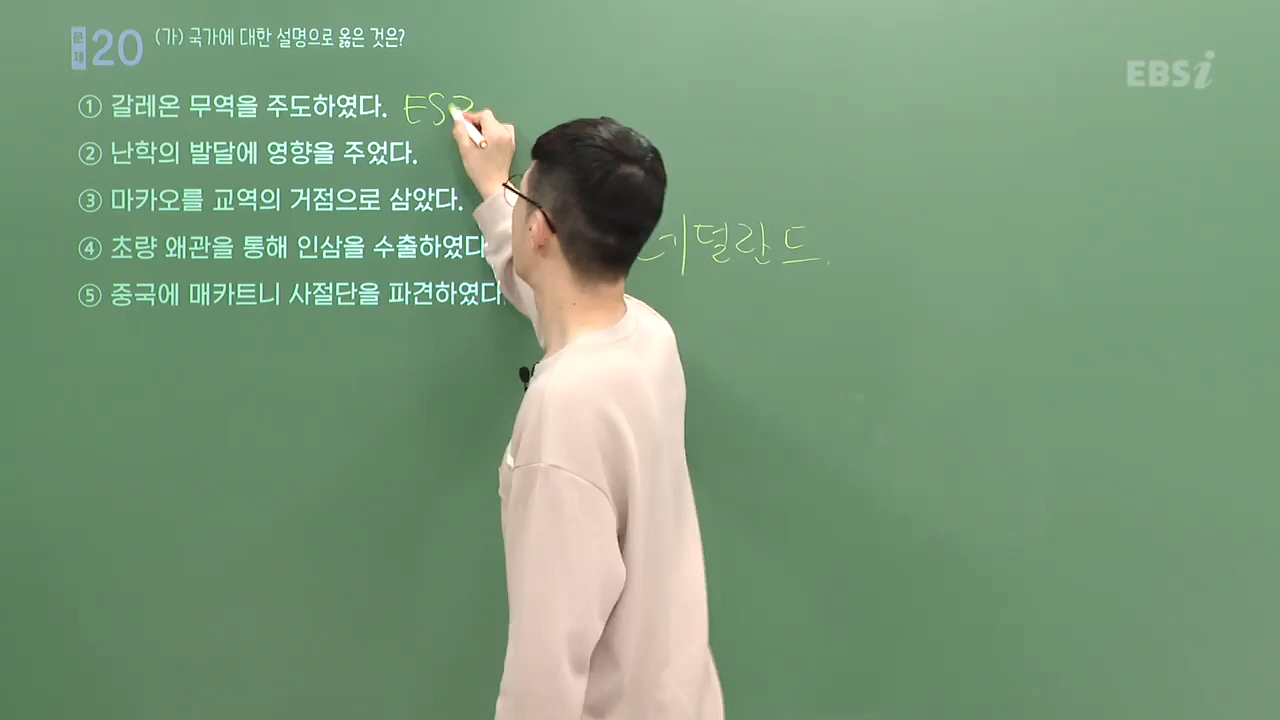 문제 20 (가) 국가에 대한 설명으로 옳은 것은?
EBSi
① 갈레온 무역을 주도하였다. ES
② 난학의 발달에 영향을 주었다.
③ 마카오를 교역의 거점으로 삼았다.
④ 초량 왜관을 통해 인삼을 수출하였다
⑤ 중국에 매카트니 사절단을 파견하였다.
네덜란드.